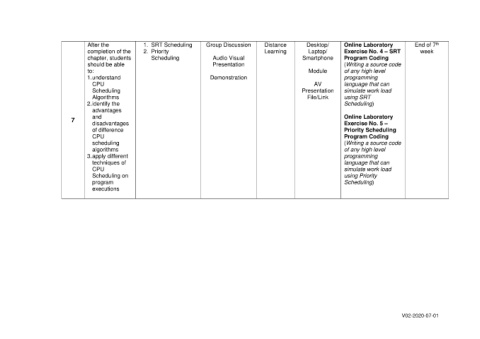 7
After the
completion of the
chapter, students
should be able
to:
1.understand
CPU
Scheduling
Algorithms
2.identify the
advantages
and
disadvantages
of difference
CPU
scheduling
algorithms
3.apply different
techniques of
CPU
Scheduling on
program
executions
1. SRT Scheduling
2. Priority
Scheduling
Group Discussion
Audio Visual
Presentation
Demonstration
Distance
Learning
Desktop/
Laptop/
Smartphone
Module
AV
Presentation
File/Link
Online Laboratory
Exercise No. 4 – SRT
Program Coding
(Writing a source code
of any high level
programming
language that can
simulate work load
using SRT
Scheduling)
Online Laboratory
Exercise No. 5 –
Priority Scheduling
Program Coding
(Writing a source code
of any high level
programming
language that can
simulate work load
using Priority
Scheduling)
End of 7th
week
V02-2020-07-01